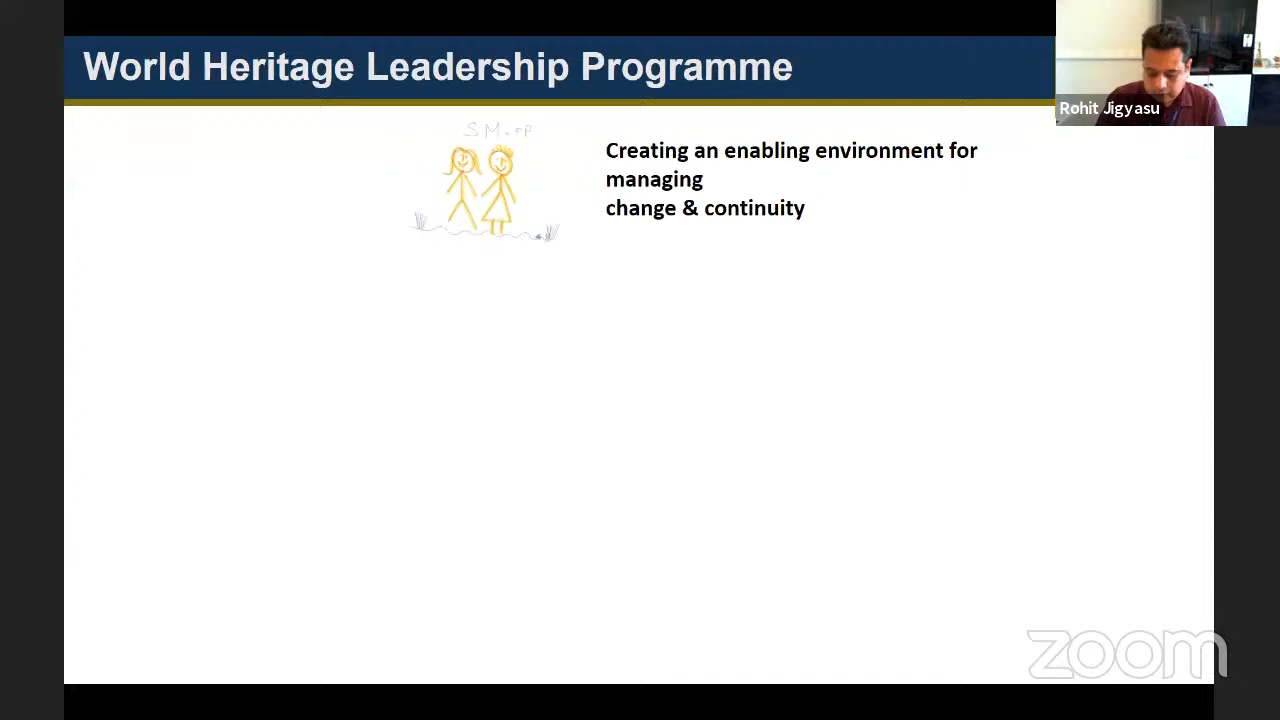 World Heritage Leadership Programme
Rohit Jigyasu
Creating an enabling environment for
managing
change & continuity
zoom